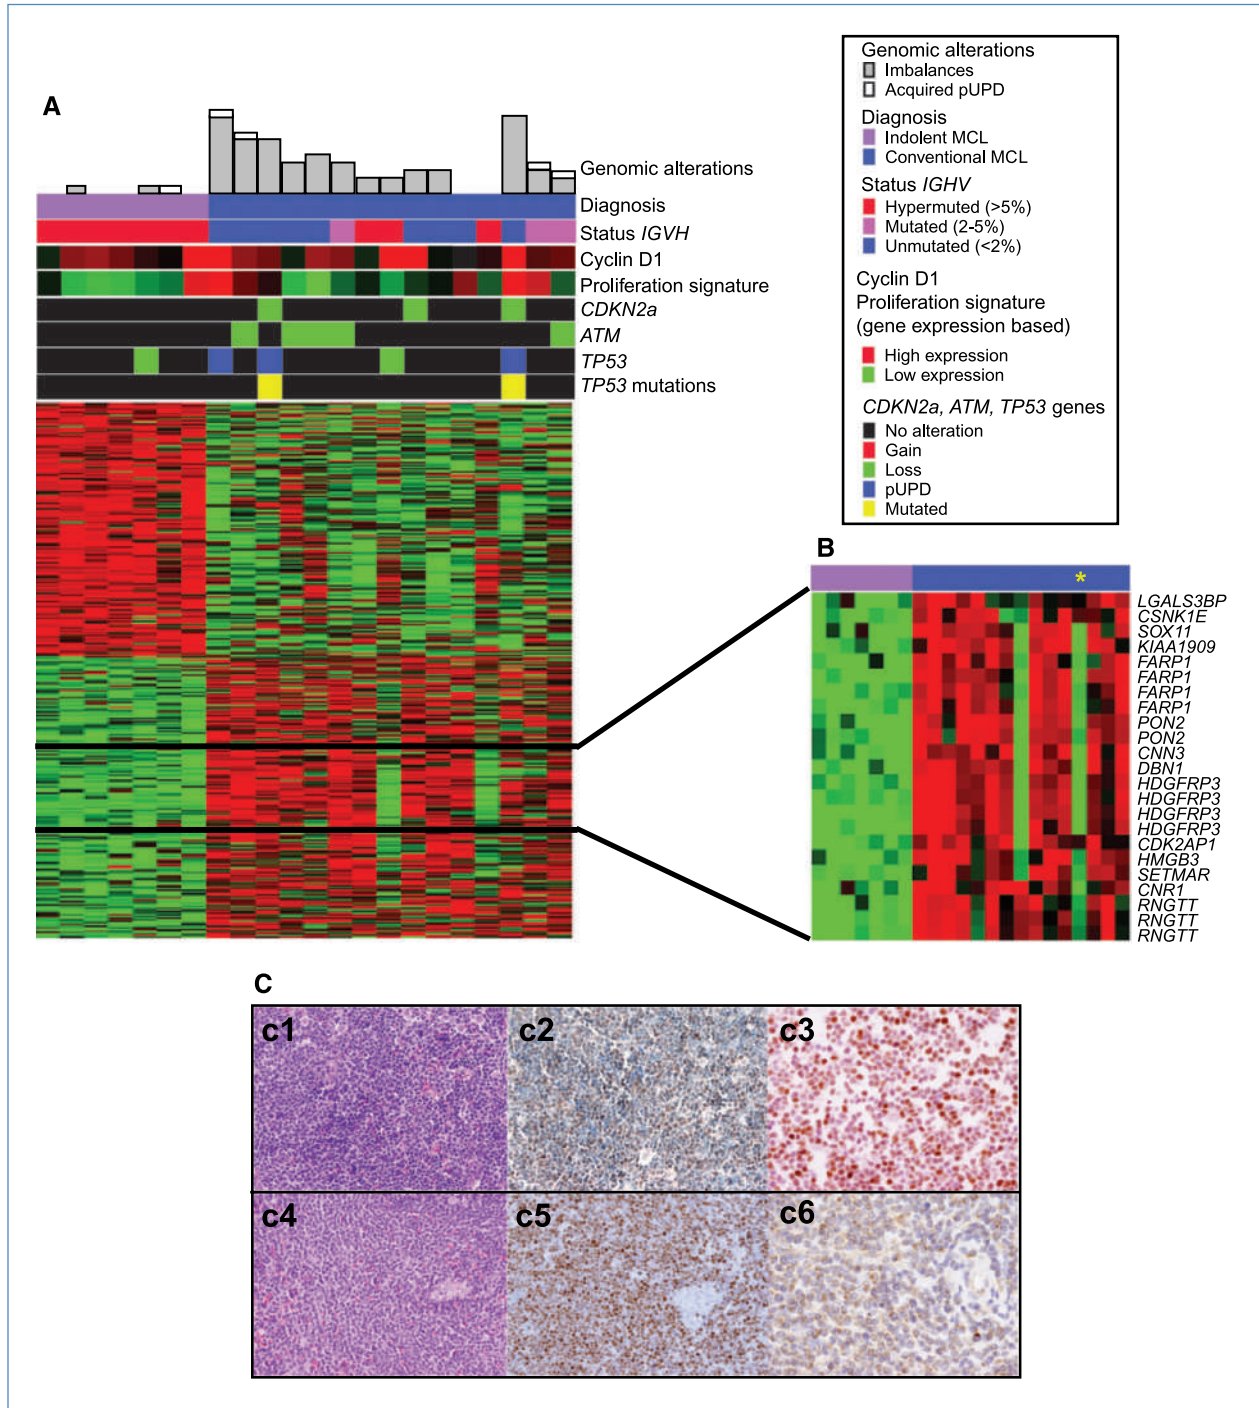 A
Genomic alterations
Diagnosis
Status IGVH
Cyclin D1
Proliferation signature
CDKN2a
ATM
TP53
TP53 mutations
Genomic alterations
Imbalances
Acquired pUPD
Diagnosis
Indolent MCL
Conventional MCL
Status IGHV
Hypermuted (>5%)
Mutated (2-5%)
Unmutated (<2%)
Cyclin D1
Proliferation signature
(gene expression based)
High expression
Low expression
CDKN2a, ATM, TP53 genes
No alteration
Gain
Loss
pUPD
Mutated
B
*
LGALS3BP
CSNK1E
SOX11
KIAA1909
FARP1
FARP1
FARP1
FARP1
PON2
PON2
CNN3
DBN1
HDGFRP3
HDGFRP3
HDGFRP3
HDGFRP3
CDK2AP1
HMGB3
SETMAR
CNR1
RNGTT
RNGTT
RNGTT
C
c1
c2
c3
c4
c5
c6